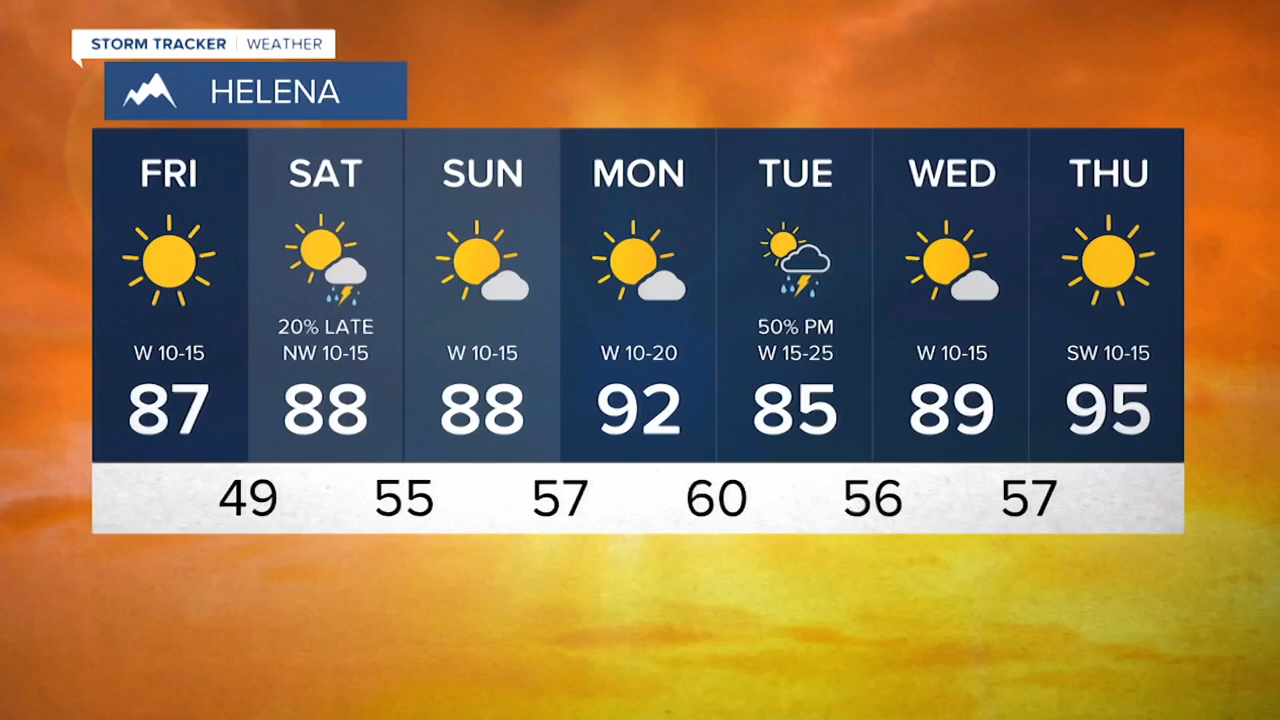 STORM TRACKER | WEATHER
HELENA
FRI SAT SUN MON TUE WED THU
20% LATE 50% PM
W 10-15 NW 10-15 W 10-15 W 10-20 W 15-25 W 10-15 SW 10-15
87 88 88 92 85 89 95
49 55 57 60 56 57